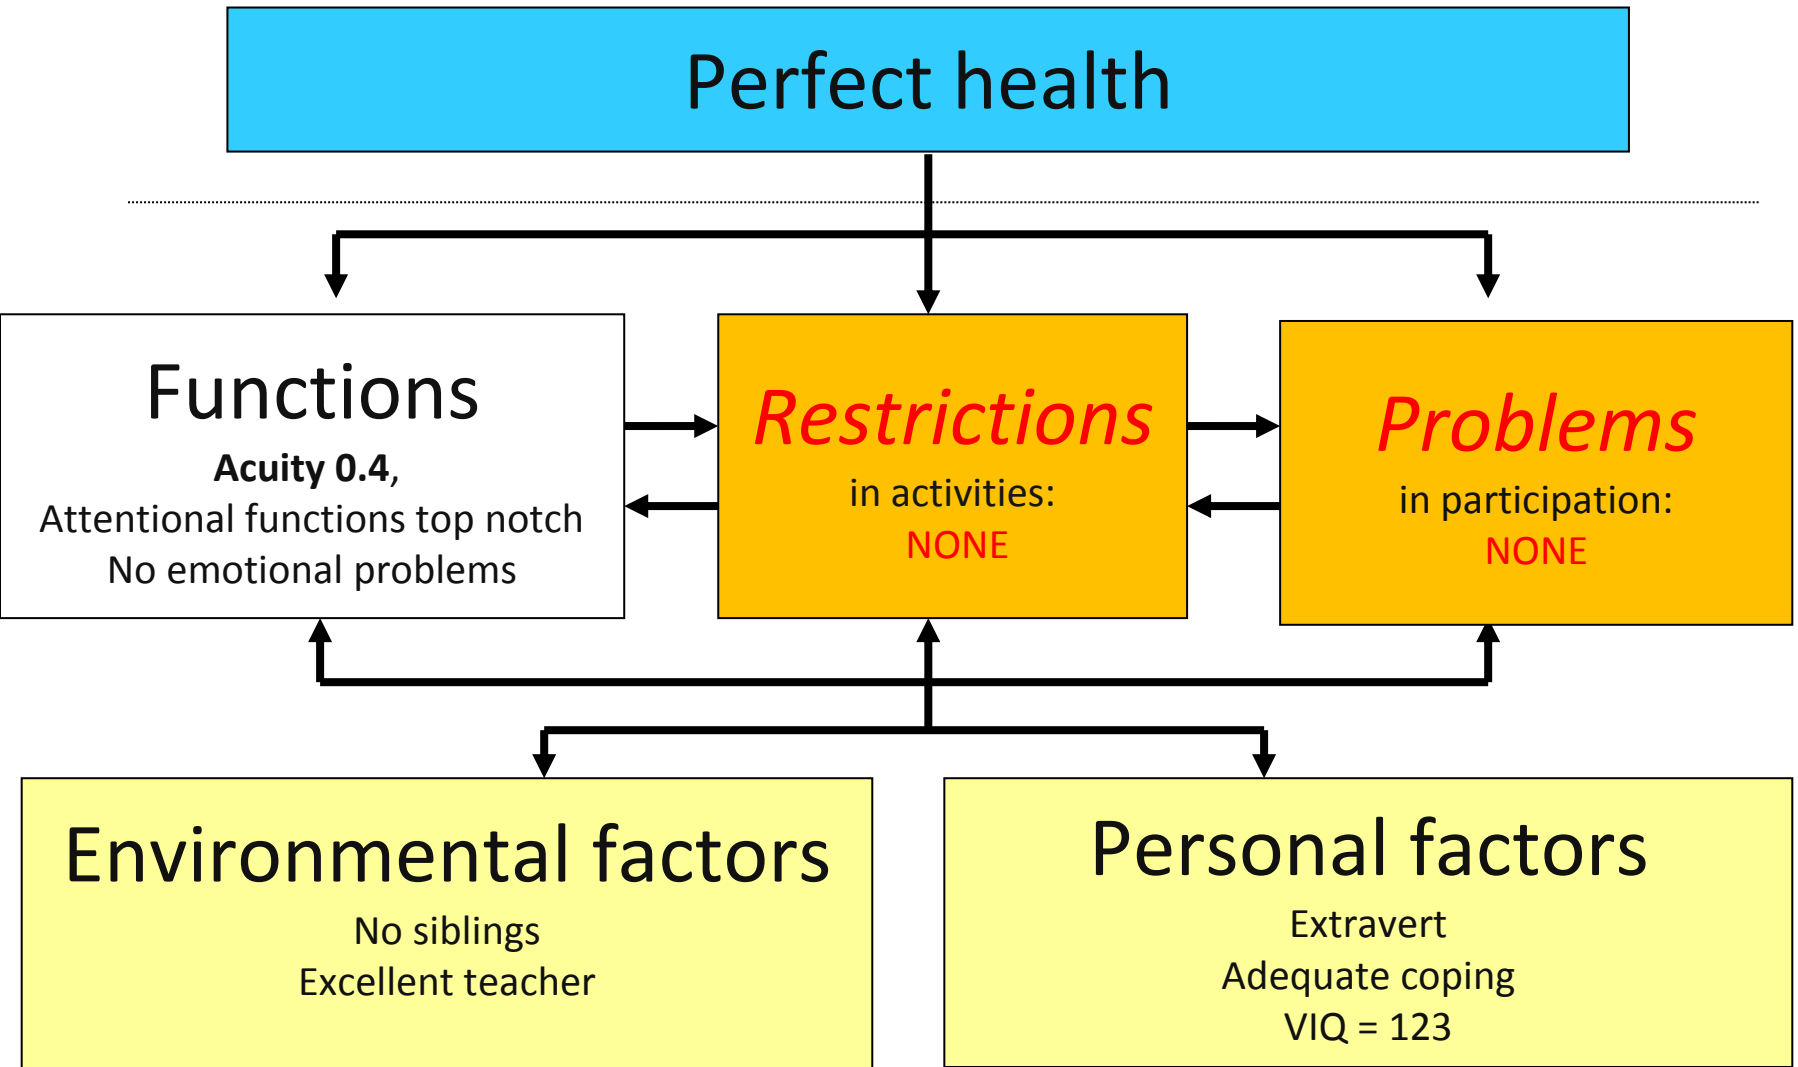 Perfect health
Functions
Acuity 0.4,
Attentional functions top notch
No emotional problems
Restrictions
in activities:
NONE
Problems
in participation:
NONE
Environmental factors
No siblings
Excellent teacher
Personal factors
Extravert
Adequate coping
VIQ = 123